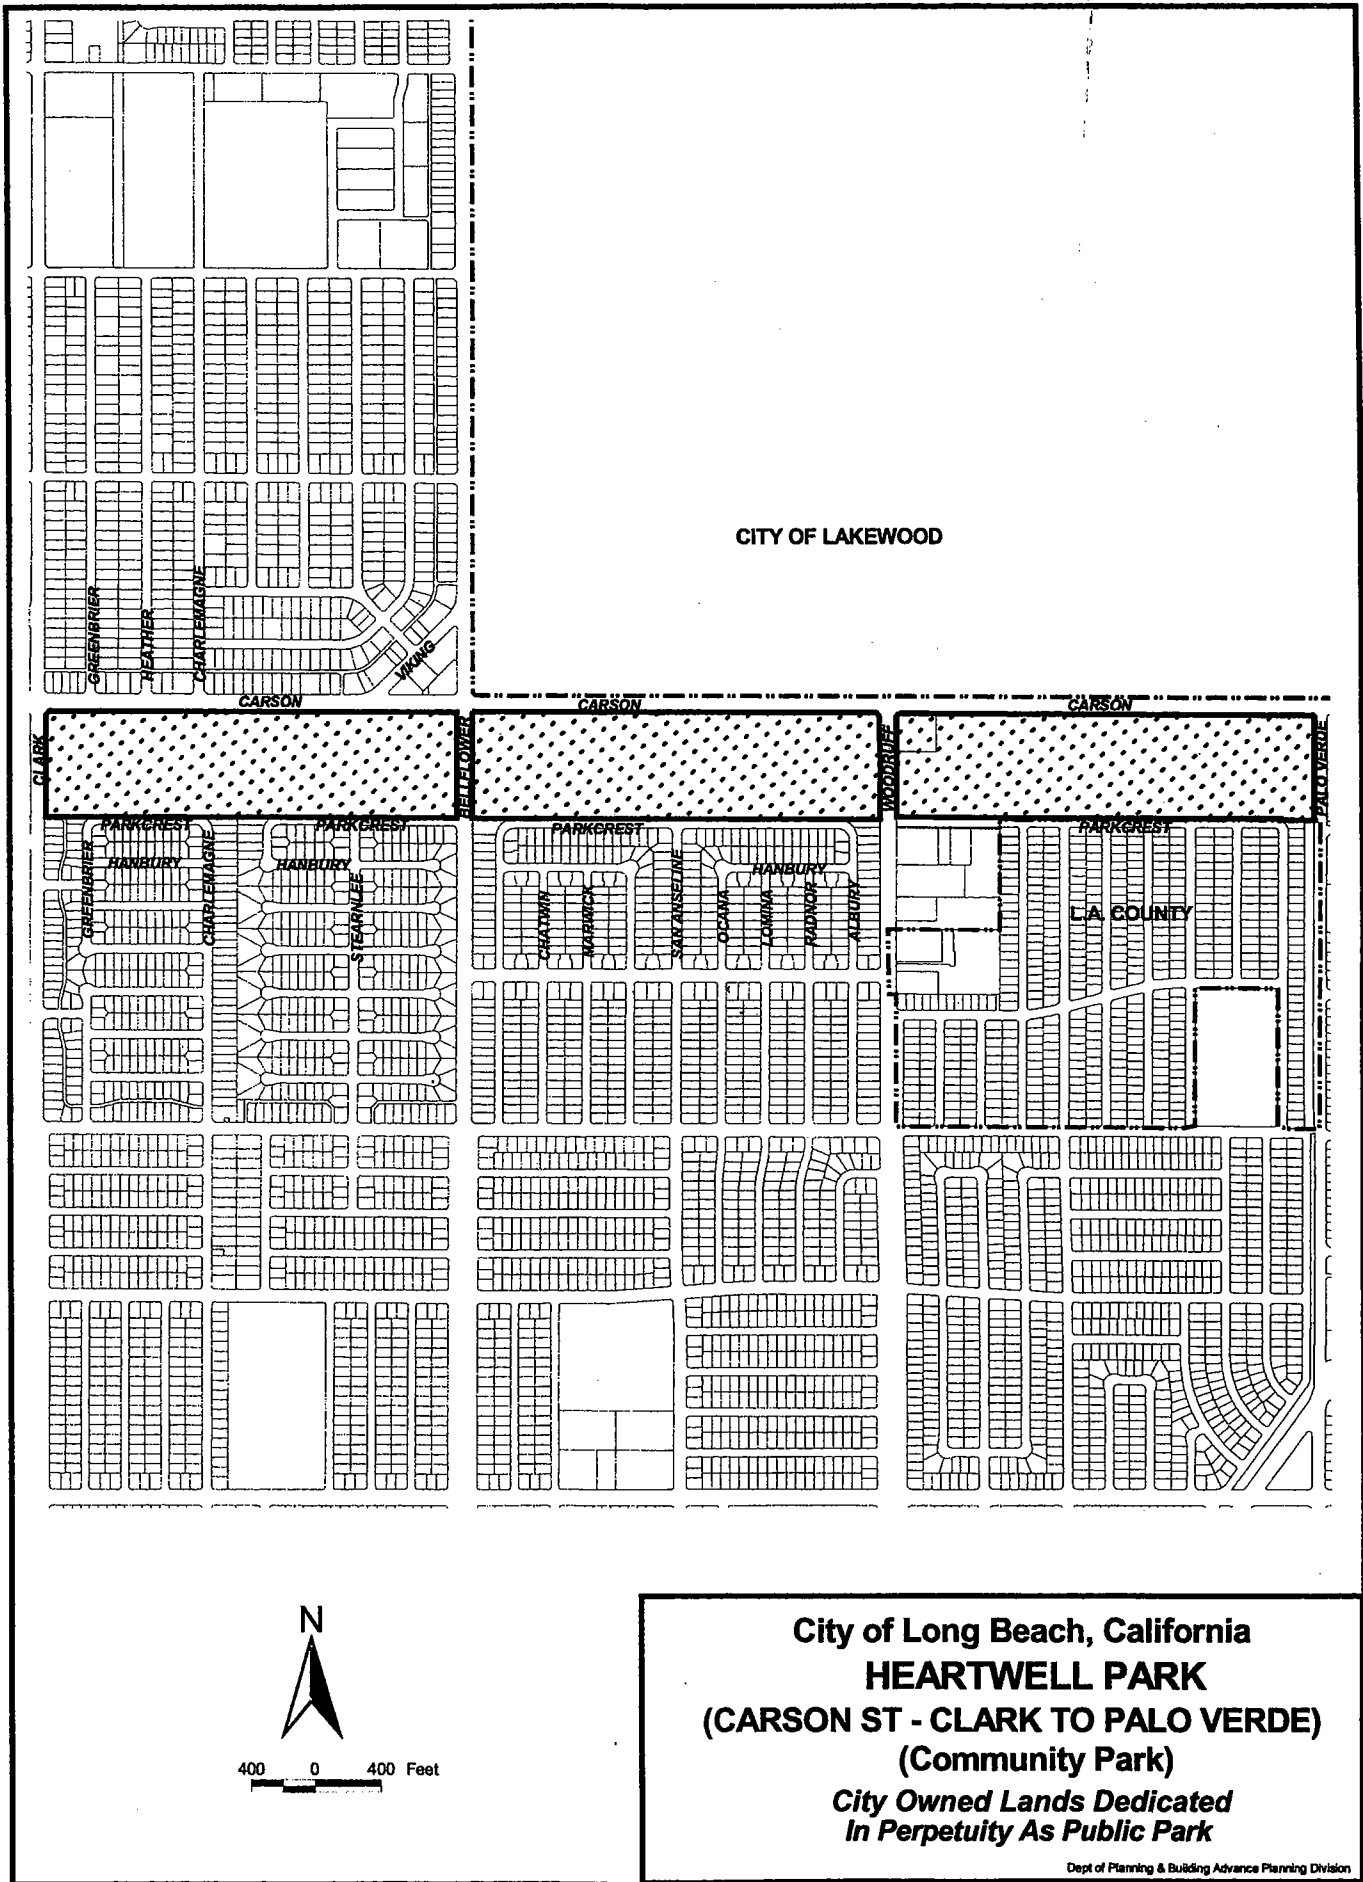 CITY OF LAKEWOOD
GREENBRIER
HEATHER
CHARLEMAGNE
VIKING
CARSON
CARSON
CARSON
CLARK
BELLFLOWER
WOODRUFF
PALO VERDE
PARKCREST
PARKCREST
PARKCREST
PARKCREST
HANBURY
HANBURY
HANBURY
GREENBRIER
CHARLEMAGNE
STEARNLEE
CHATWIN
MARWICK
SAN ANSELINE
OCANA
LOMINA
RADNOR
ALBURY
L.A. COUNTY
N
400 0 400 Feet
City of Long Beach, California
HEARTWELL PARK
(CARSON ST - CLARK TO PALO VERDE)
(Community Park)
City Owned Lands Dedicated
In Perpetuity As Public Park
Dept of Planning & Building Advance Planning Division